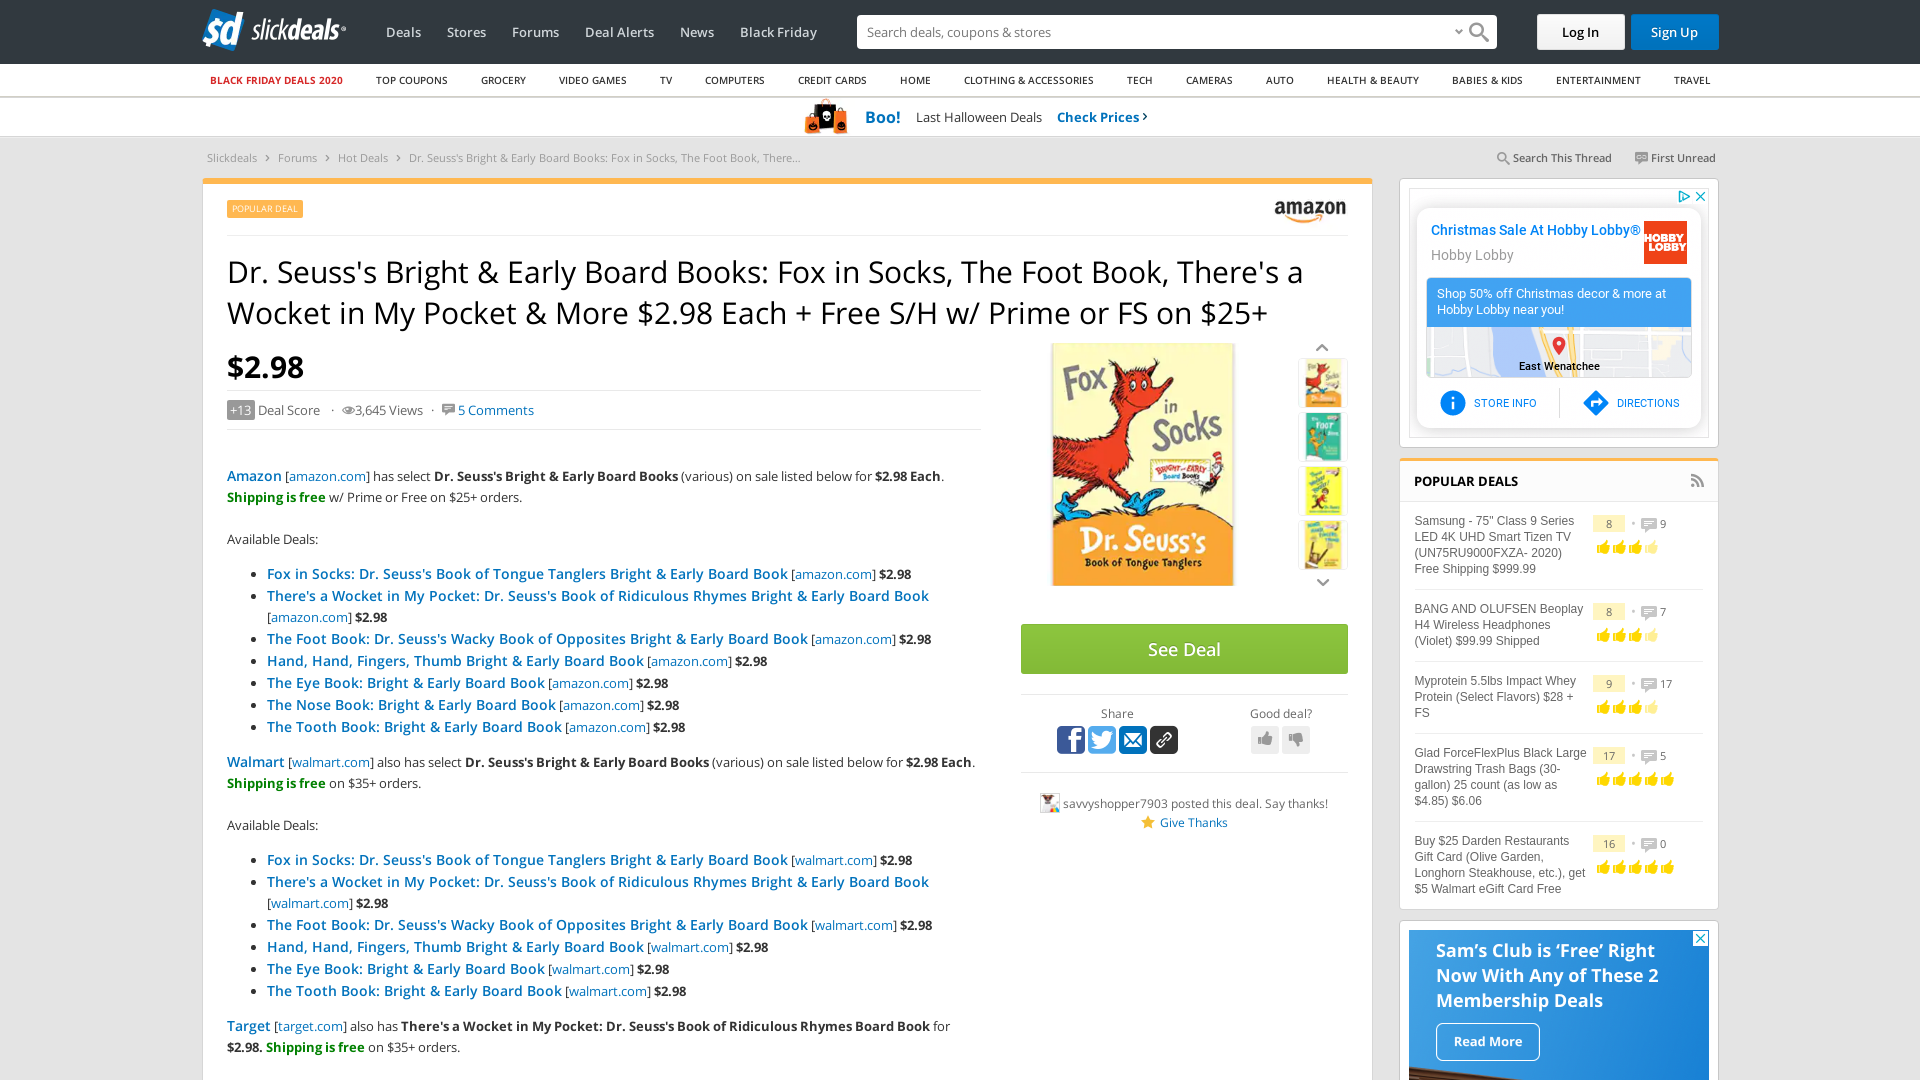 slickdeals
Deals
Stores
Forums
Deal Alerts
News
Black Friday
Search deals, coupons & stores
Log In
Sign Up
BLACK FRIDAY DEALS 2020
TOP COUPONS
GROCERY
VIDEO GAMES
TV
COMPUTERS
CREDIT CARDS
HOME
CLOTHING & ACCESSORIES
TECH
CAMERAS
AUTO
HEALTH & BEAUTY
BABIES & KIDS
ENTERTAINMENT
TRAVEL
Boo! Last Halloween Deals Check Prices
Slickdeals > Forums > Hot Deals > Dr. Seuss's Bright & Early Board Books: Fox in Socks, The Foot Book, There...
Search This Thread
First Unread
POPULAR DEAL
amazon
Dr. Seuss's Bright & Early Board Books: Fox in Socks, The Foot Book, There's a
Wocket in My Pocket & More $2.98 Each + Free S/H w/ Prime or FS on $25+
$2.98
+13 Deal Score · 3,645 Views · 5 Comments
Amazon [amazon.com] has select Dr. Seuss's Bright & Early Board Books (various) on sale listed below for $2.98 Each.
Shipping is free w/ Prime or Free on $25+ orders.
Available Deals:
Fox in Socks: Dr. Seuss's Book of Tongue Tanglers Bright & Early Board Book [amazon.com] $2.98
There's a Wocket in My Pocket: Dr. Seuss's Book of Ridiculous Rhymes Bright & Early Board Book
[amazon.com] $2.98
The Foot Book: Dr. Seuss's Wacky Book of Opposites Bright & Early Board Book [amazon.com] $2.98
Hand, Hand, Fingers, Thumb Bright & Early Board Book [amazon.com] $2.98
The Eye Book: Bright & Early Board Book [amazon.com] $2.98
The Nose Book: Bright & Early Board Book [amazon.com] $2.98
The Tooth Book: Bright & Early Board Book [amazon.com] $2.98
Walmart [walmart.com] also has select Dr. Seuss's Bright & Early Board Books (various) on sale listed below for $2.98 Each.
Shipping is free on $35+ orders.
Available Deals:
Fox in Socks: Dr. Seuss's Book of Tongue Tanglers Bright & Early Board Book [walmart.com] $2.98
There's a Wocket in My Pocket: Dr. Seuss's Book of Ridiculous Rhymes Bright & Early Board Book
[walmart.com] $2.98
The Foot Book: Dr. Seuss's Wacky Book of Opposites Bright & Early Board Book [walmart.com] $2.98
Hand, Hand, Fingers, Thumb Bright & Early Board Book [walmart.com] $2.98
The Eye Book: Bright & Early Board Book [walmart.com] $2.98
The Tooth Book: Bright & Early Board Book [walmart.com] $2.98
Target [target.com] also has There's a Wocket in My Pocket: Dr. Seuss's Book of Ridiculous Rhymes Board Book for
$2.98. Shipping is free on $35+ orders.
Fox
in
Socks
BRIGHT and EARLY
Board Books
Dr. Seuss's
Book of Tongue Tanglers
See Deal
Share
Good deal?
savvyshopper7903 posted this deal. Say thanks!
Give Thanks
Christmas Sale At Hobby Lobby®
Hobby Lobby
HOBBY
LOBBY
Shop 50% off Christmas decor & more at
Hobby Lobby near you!
East Wenatchee
STORE INFO
DIRECTIONS
POPULAR DEALS
Samsung - 75" Class 9 Series
LED 4K UHD Smart Tizen TV
(UN75RU9000FXZA- 2020)
Free Shipping $999.99
8 • 9
BANG AND OLUFSEN Beoplay
H4 Wireless Headphones
(Violet) $99.99 Shipped
8 • 7
Myprotein 5.5lbs Impact Whey
Protein (Select Flavors) $28 +
FS
9 • 17
Glad ForceFlexPlus Black Large
Drawstring Trash Bags (30-
gallon) 25 count (as low as
$4.85) $6.06
17 • 5
Buy $25 Darden Restaurants
Gift Card (Olive Garden,
Longhorn Steakhouse, etc.), get
$5 Walmart eGift Card Free
16 • 0
Sam's Club is 'Free' Right
Now With Any of These 2
Membership Deals
Read More